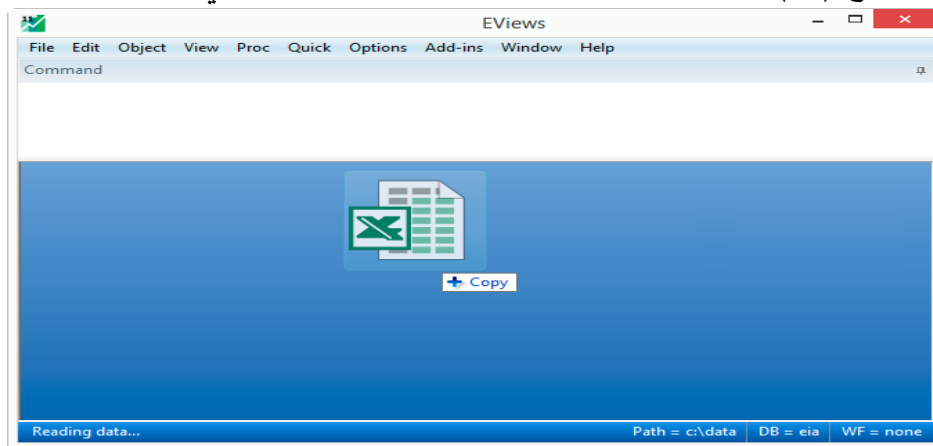 EViews
File Edit Object View Proc Quick Options Add-ins Window Help
Command
Copy
Reading data... Path = c:\data DB = eia WF = none